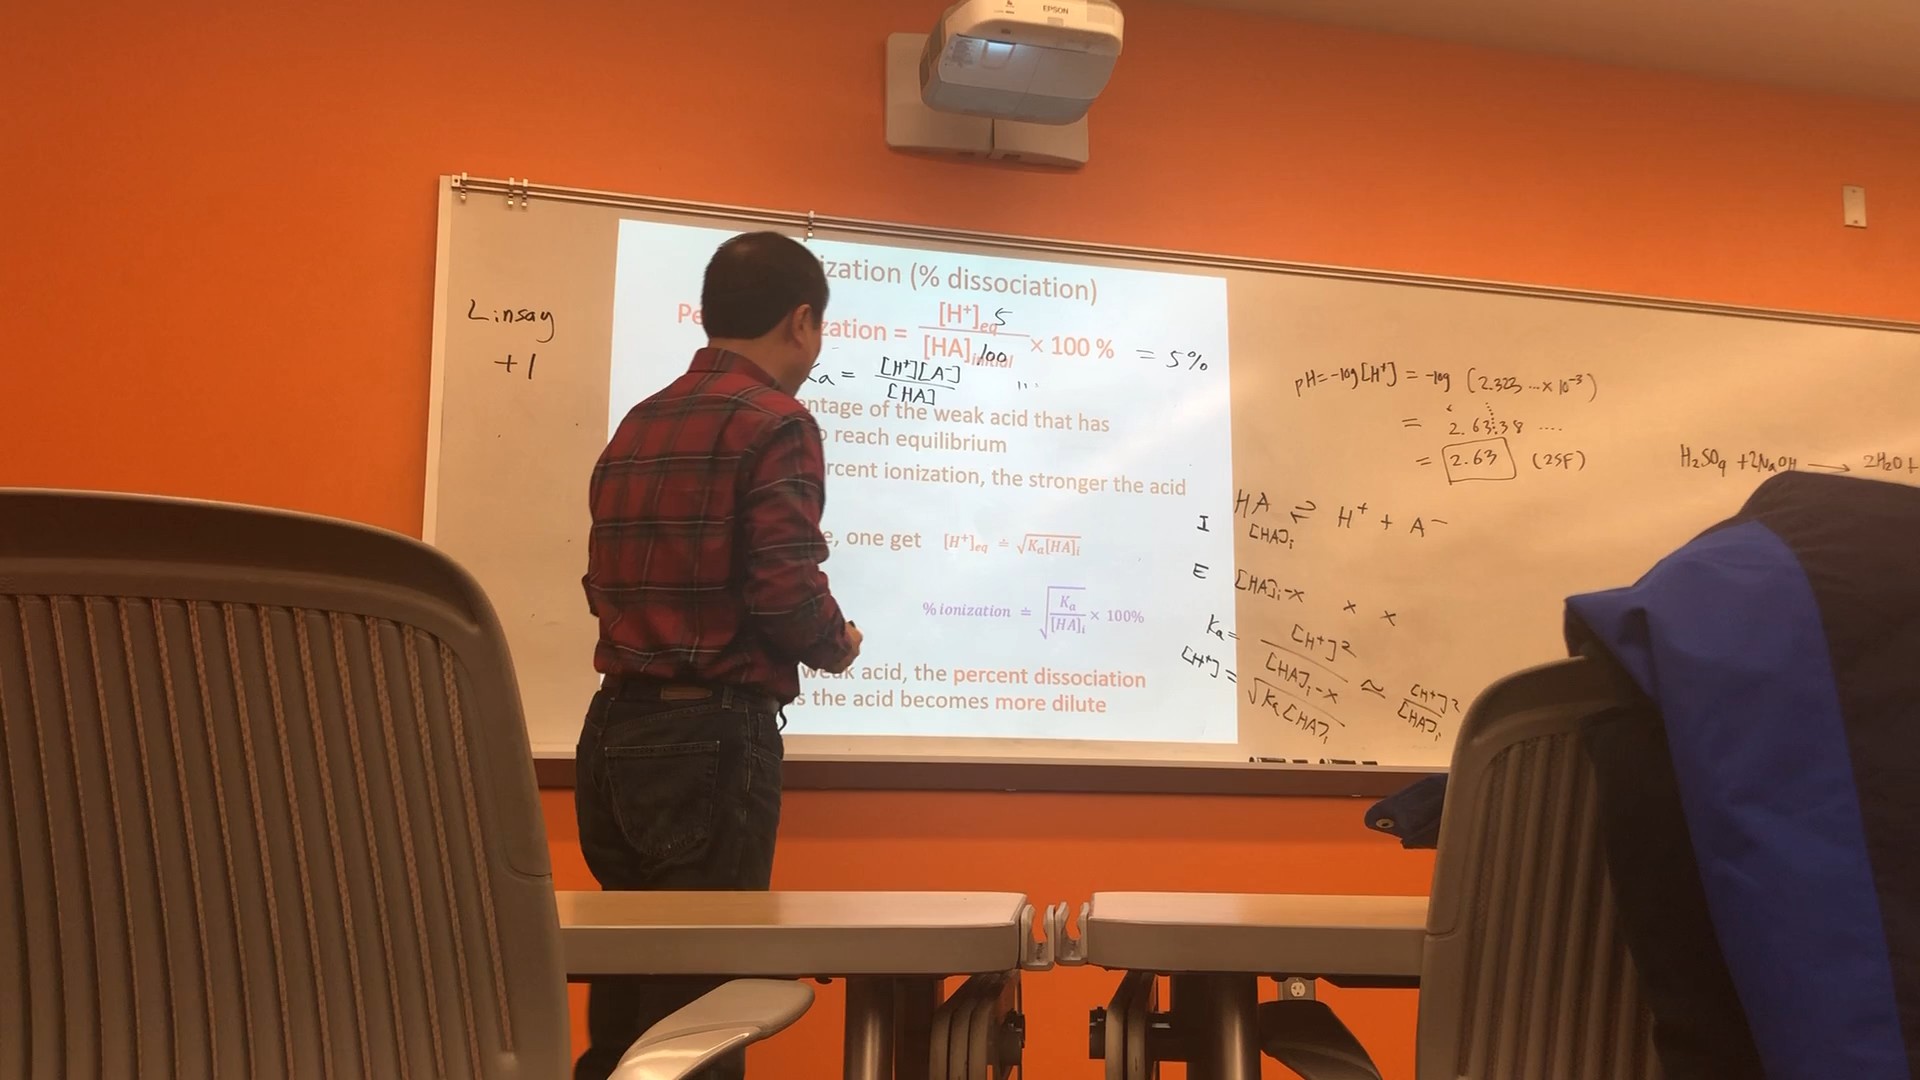 EPSON
Linsay
+1
ization (% dissociation)
Pe zation = [H⁺]eq / [HA]initial × 100 %
5
100
= 5%
Ka = [H⁺][A⁻] / [HA]
entage of the weak acid that has
o reach equilibrium
rcent ionization, the stronger the acid
e, one get [H⁺]eq ≐ √Ka[HA]i
% ionization ≐ √Ka/[HA]i × 100%
weak acid, the percent dissociation
s the acid becomes more dilute
pH=-log[H⁺] = -log (2.323...×10⁻³)
= 2.6338 ....
= 2.63 (2SF)
H₂SO₄ +2NaOH → 2H₂O+
HA ⇌ H⁺ + A⁻
I [HA]i
E [HA]i-x x x
Ka = [H⁺]² / [HA]i-x ≈ [H⁺]² / [HA]i
[H⁺] = √Ka[HA]i